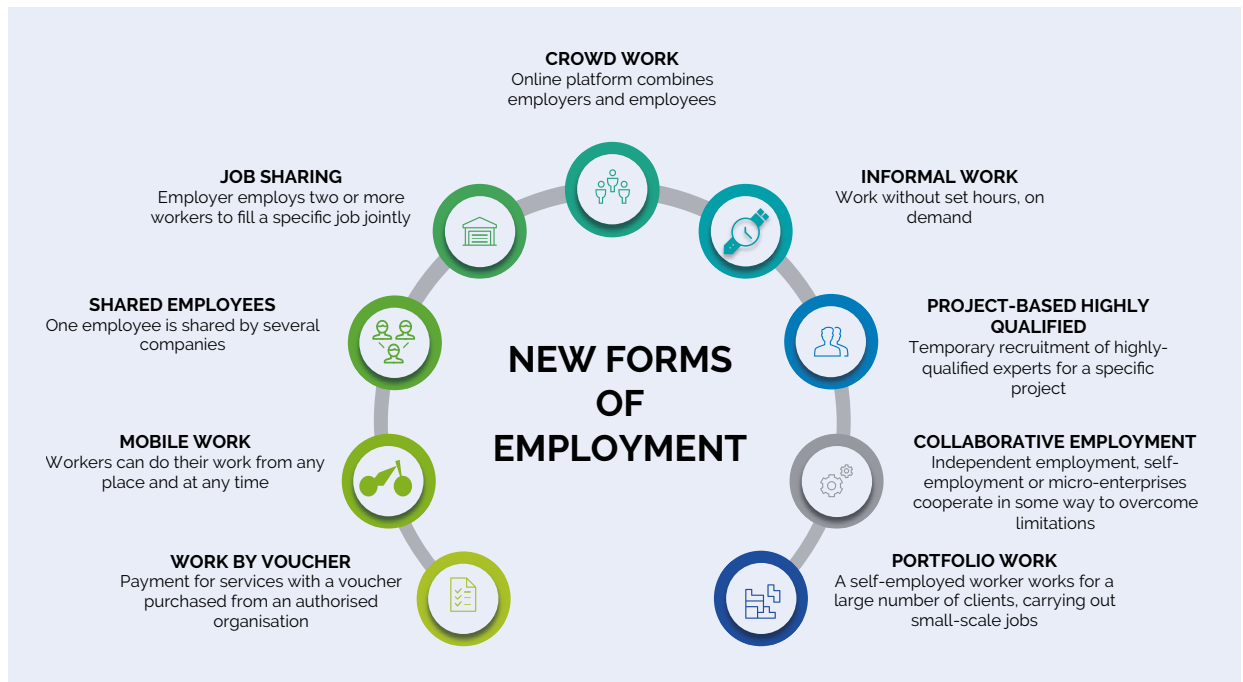 CROWD WORK
Online platform combines
employers and employees
JOB SHARING
Employer employs two or more
workers to fill a specific job jointly
INFORMAL WORK
Work without set hours, on
demand
SHARED EMPLOYEES
One employee is shared by several
companies
PROJECT-BASED HIGHLY
QUALIFIED
Temporary recruitment of highly-
qualified experts for a specific
project
NEW FORMS
OF
EMPLOYMENT
MOBILE WORK
Workers can do their work from any
place and at any time
COLLABORATIVE EMPLOYMENT
Independent employment, self-
employment or micro-enterprises
cooperate in some way to overcome
limitations
WORK BY VOUCHER
Payment for services with a voucher
purchased from an authorised
organisation
PORTFOLIO WORK
A self-employed worker works for a
large number of clients, carrying out
small-scale jobs